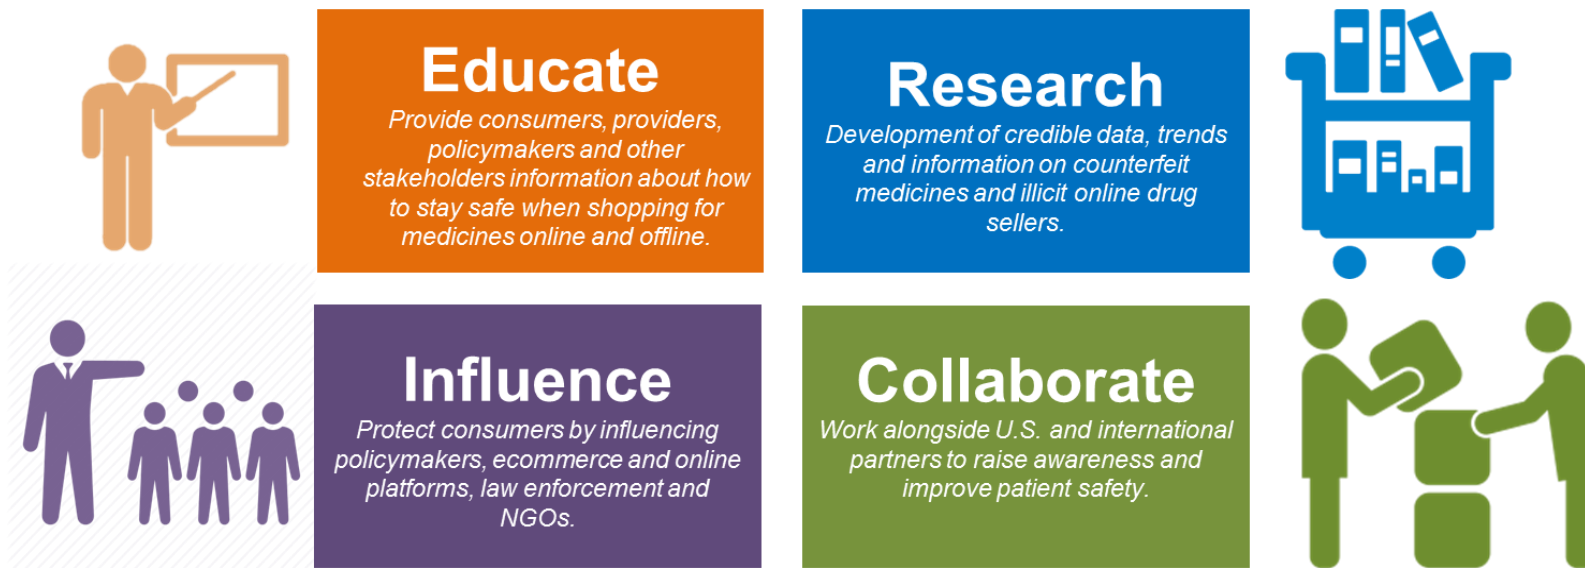 Educate
Provide consumers, providers,
policymakers and other
stakeholders information about how
to stay safe when shopping for
medicines online and offline.
Research
Development of credible data, trends
and information on counterfeit
medicines and illicit online drug
sellers.
Influence
Protect consumers by influencing
policymakers, ecommerce and online
platforms, law enforcement and
NGOs.
Collaborate
Work alongside U.S. and international
partners to raise awareness and
improve patient safety.